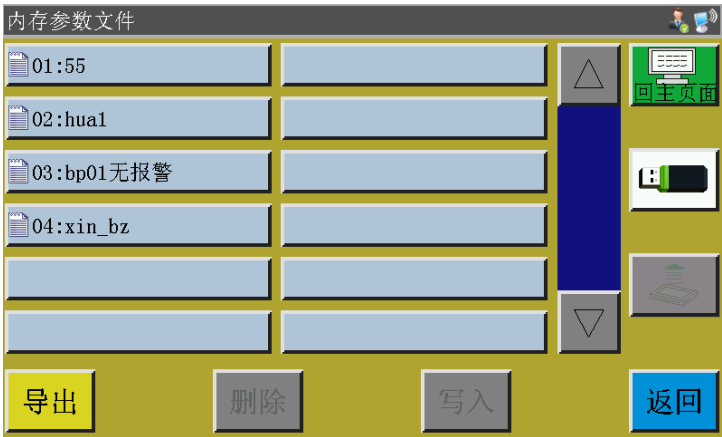 内存参数文件
01:55
02:hua1
03:bp01无报警
04:xin_bz
回主页面
导出
删除
写入
返回